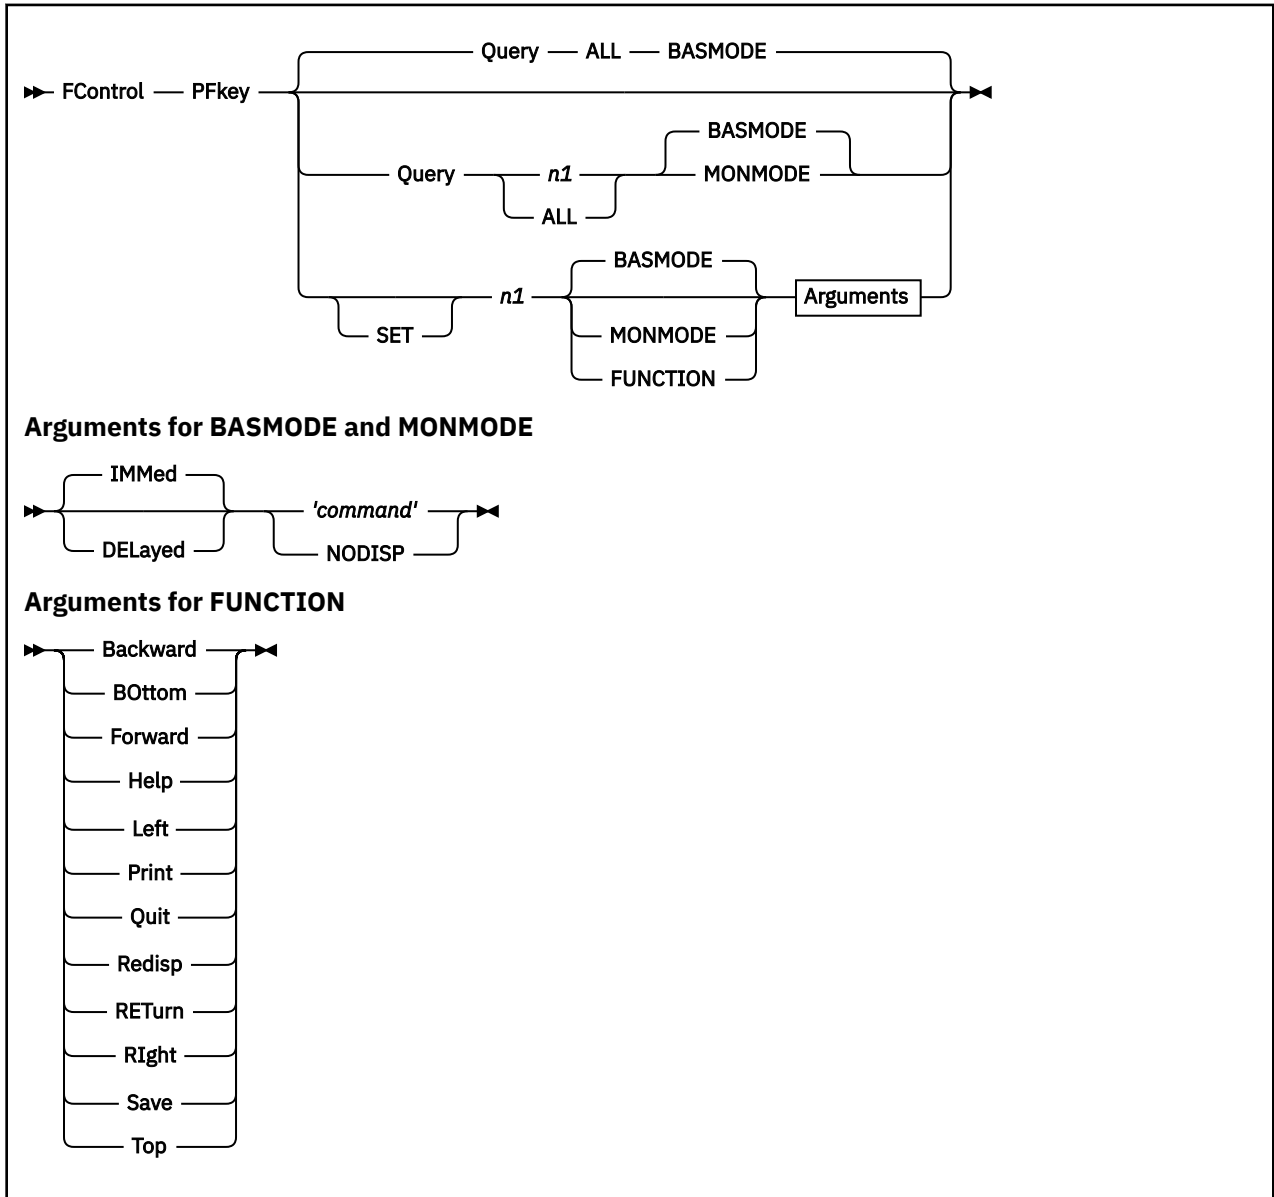 Query ALL BASMODE
FControl PFkey
BASMODE
Query n1 MONMODE
ALL
BASMODE
n1 Arguments
SET MONMODE
FUNCTION
Arguments for BASMODE and MONMODE
IMMed
'command'
DELayed NODISP
Arguments for FUNCTION
Backward
BOttom
Forward
Help
Left
Print
Quit
Redisp
RETurn
RIght
Save
Top